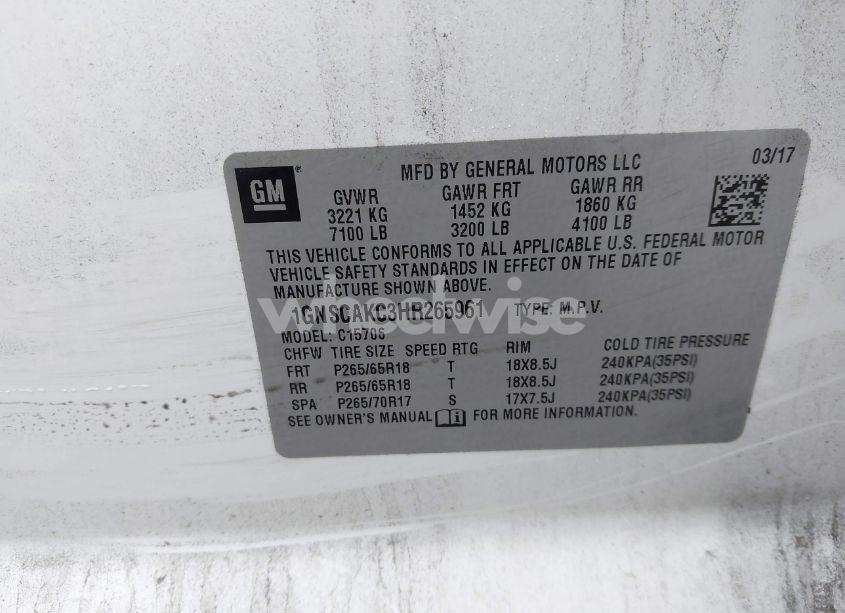 GM
MFD BY GENERAL MOTORS LLC 03/17
GVWR GAWR FRT GAWR RR
3221 KG 1452 KG 1860 KG
7100 LB 3200 LB 4100 LB
THIS VEHICLE CONFORMS TO ALL APPLICABLE U.S. FEDERAL MOTOR
VEHICLE SAFETY STANDARDS IN EFFECT ON THE DATE OF
MANUFACTURE SHOWN ABOVE.
1GNSCAKC3HR265961 TYPE: M.P.V.
wheelwise
MODEL: C15706
CHFW TIRE SIZE SPEED RTG RIM COLD TIRE PRESSURE
FRT P265/65R18 T 18X8.5J 240KPA(35PSI)
RR P265/65R18 T 18X8.5J 240KPA(35PSI)
SPA P265/70R17 S 17X7.5J 240KPA(35PSI)
SEE OWNER'S MANUAL FOR MORE INFORMATION.